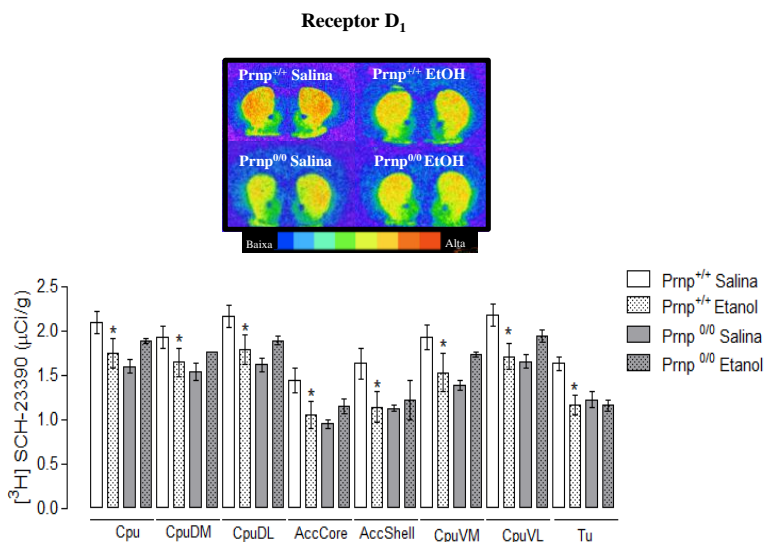 Receptor D₁
Prnp⁺/⁺ Salina
Prnp⁺/⁺ EtOH
Prnp⁰/⁰ Salina
Prnp⁰/⁰ EtOH
Baixa
Alta
[³H] SCH-23390 (μCi/g)
2.5
2.0
1.5
1.0
0.5
0.0
* * * * * * * *
Cpu CpuDM CpuDL AccCore AccShell CpuVM CpuVL Tu
Prnp⁺/⁺ Salina
Prnp⁺/⁺ Etanol
Prnp ⁰/⁰ Salina
Prnp ⁰/⁰ Etanol